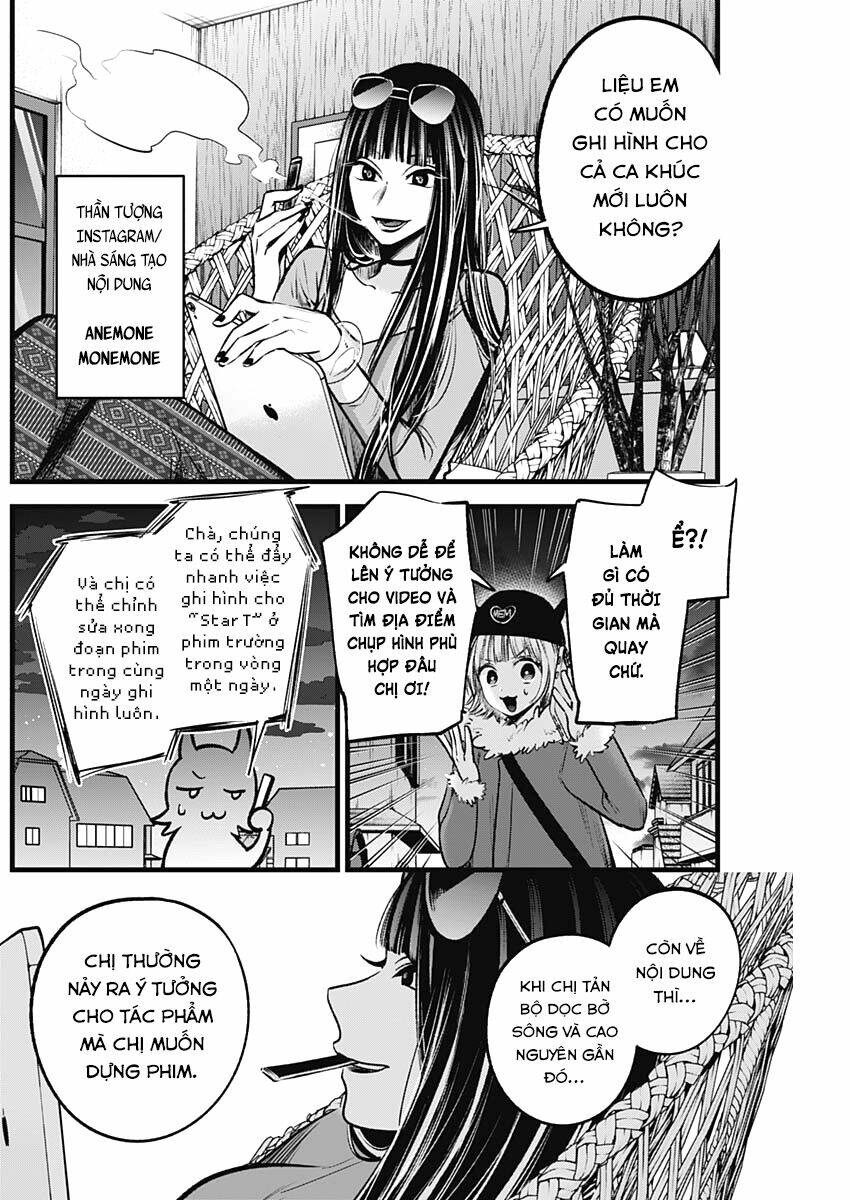 LIỆU EM
CÓ MUỐN
GHI HÌNH CHO
CẢ CA KHÚC
MỚI LUÔN
KHÔNG?
THẦN TƯỢNG
INSTAGRAM/
NHÀ SÁNG TẠO
NỘI DUNG
ANEMONE
MONEMONE
Ể?!
LÀM
GÌ CÓ
ĐỦ THỜI
GIAN MÀ
QUAY
CHỨ.
KHÔNG DỄ ĐỂ
LÊN Ý TƯỞNG
CHO VIDEO VÀ
TÌM ĐỊA ĐIỂM
CHỤP HÌNH PHÙ
HỢP ĐÂU
CHỊ ƠI!
MEM
Chà, chúng
ta có thể đẩy
nhanh việc
ghi hình cho
"Star T" ở
phim trường
trong vòng
một ngày.
Và chị có
thể chỉnh
sửa xong
đoạn phim
trong cùng
ngày ghi
hình luôn.
CÒN VỀ
NỘI DUNG
THÌ...
KHI CHỊ TẢN
BỘ DỌC BỜ
SÔNG VÀ CAO
NGUYÊN GẦN
ĐÓ...
CHỊ THƯỜNG
NẢY RA Ý TƯỞNG
CHO TÁC PHẨM
MÀ CHỊ MUỐN
DỰNG PHIM.